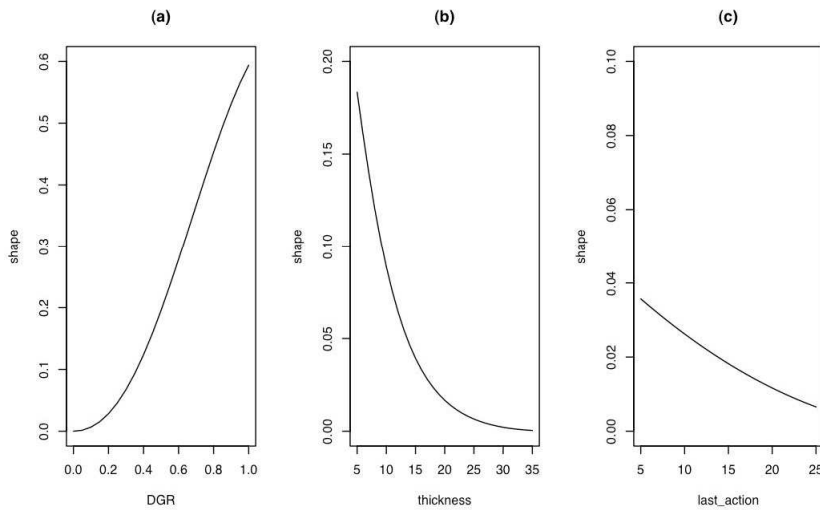 (a)
shape
0.0 0.1 0.2 0.3 0.4 0.5 0.6
0.0 0.2 0.4 0.6 0.8 1.0
DGR
(b)
shape
0.00 0.05 0.10 0.15 0.20
5 10 15 20 25 30 35
thickness
(c)
shape
0.00 0.02 0.04 0.06 0.08 0.10
5 10 15 20 25
last_action